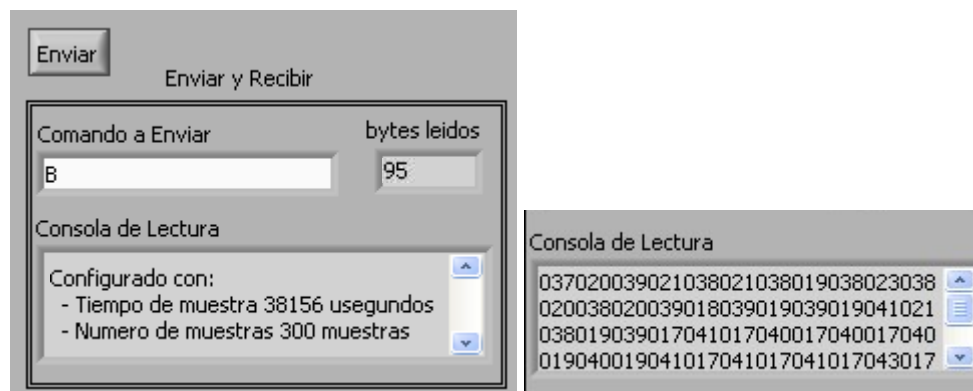 Enviar
Enviar y Recibir
Comando a Enviar
bytes leidos
B
95
Consola de Lectura
Configurado con:
- Tiempo de muestra 38156 usegundos
- Numero de muestras 300 muestras
Consola de Lectura
037020039021038021038019038023038
020038020039018039019039019041021
038019039017041017040017040017040
019040019041017041017041017043017